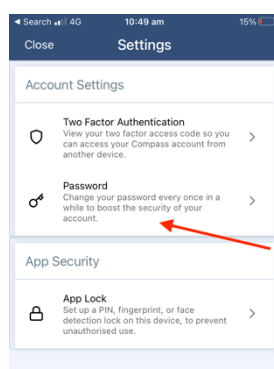 Search 4G 10:49 am 15%
Close Settings
Account Settings
Two Factor Authentication
View your two factor access code so you
can access your Compass account from
another device.
Password
Change your password every once in a
while to boost the security of your
account.
App Security
App Lock
Set up a PIN, fingerprint, or face
detection lock on this device, to prevent
unauthorised use.